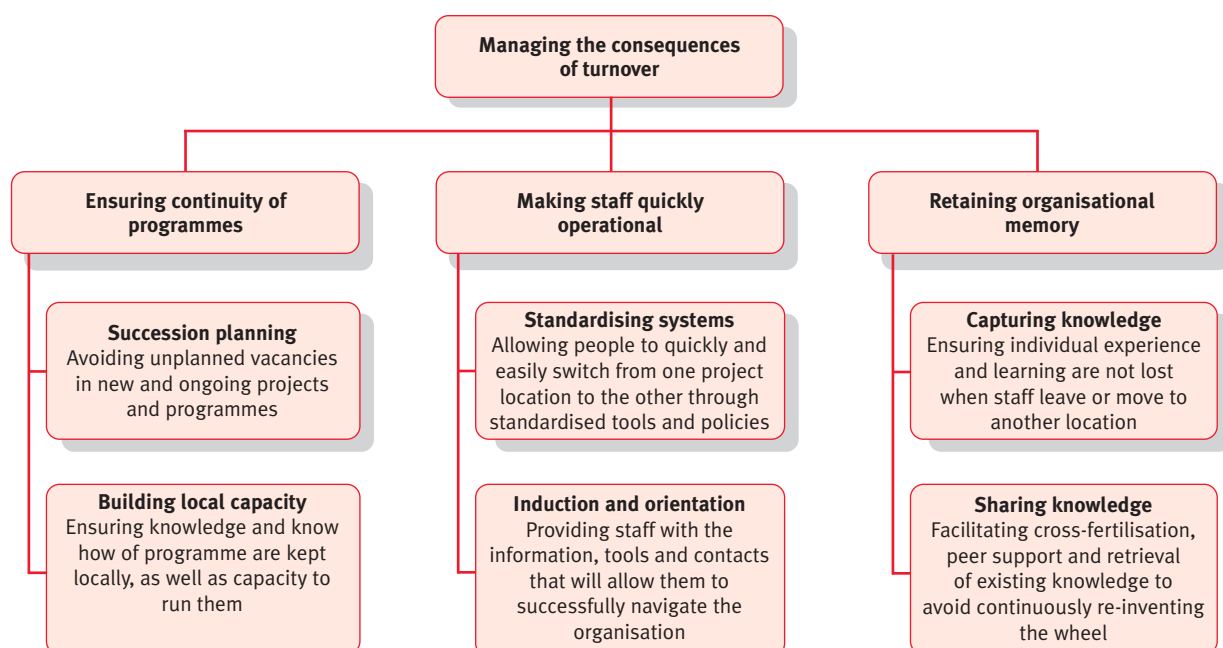 Managing the consequences
of turnover
Ensuring continuity of
programmes
Making staff quickly
operational
Retaining organisational
memory
Succession planning
Avoiding unplanned vacancies
in new and ongoing projects
and programmes
Standardising systems
Allowing people to quickly and
easily switch from one project
location to the other through
standardised tools and policies
Capturing knowledge
Ensuring individual experience
and learning are not lost
when staff leave or move to
another location
Building local capacity
Ensuring knowledge and know
how of programme are kept
locally, as well as capacity to
run them
Induction and orientation
Providing staff with the
information, tools and contacts
that will allow them to
successfully navigate the
organisation
Sharing knowledge
Facilitating cross-fertilisation,
peer support and retrieval
of existing knowledge to
avoid continuously re-inventing
the wheel